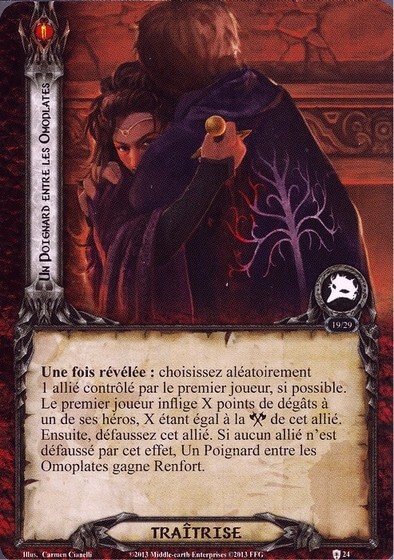 Un Poignard entre les Omoplates
19/29
Une fois révélée : choisissez aléatoirement
1 allié contrôlé par le premier joueur, si possible.
Le premier joueur inflige X points de dégâts à
un de ses héros, X étant égal à la de cet allié.
Ensuite, défaussez cet allié. Si aucun allié n'est
défaussé par cet effet, Un Poignard entre les
Omoplates gagne Renfort.
TRAÎTRISE
Illus. Carmen Cianelli ©2013 Middle-earth Enterprises ©2013 FFG 24